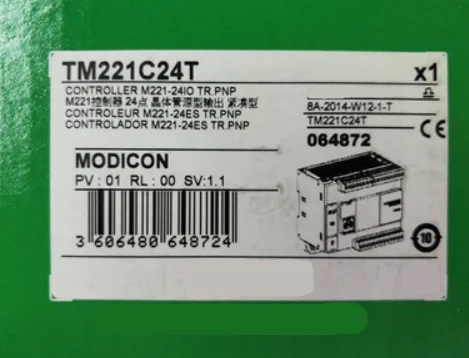 TM221C24T x1
CONTROLLER M221-24IO TR.PNP
M221控制器 24点 晶体管源型输出 紧凑型
CONTROLEUR M221-24ES TR.PNP
CONTROLADOR M221-24ES TR.PNP
8A-2014-W12-1-T
TM221C24T
064872
CE
MODICON
PV : 01 RL : 00 SV:1.1
3 606480 648724
10